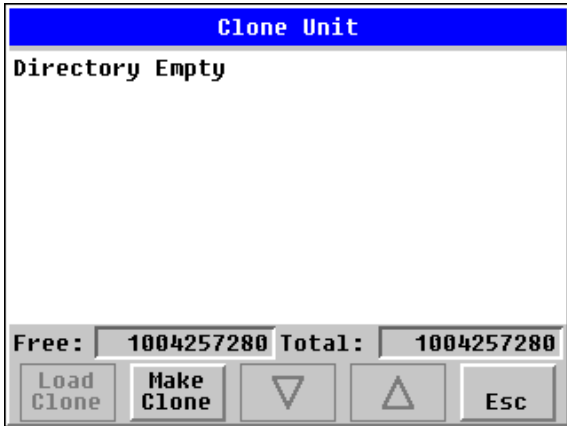 Clone Unit
Directory Empty
Free: 1004257280 Total: 1004257280
Load Clone
Make Clone
Esc